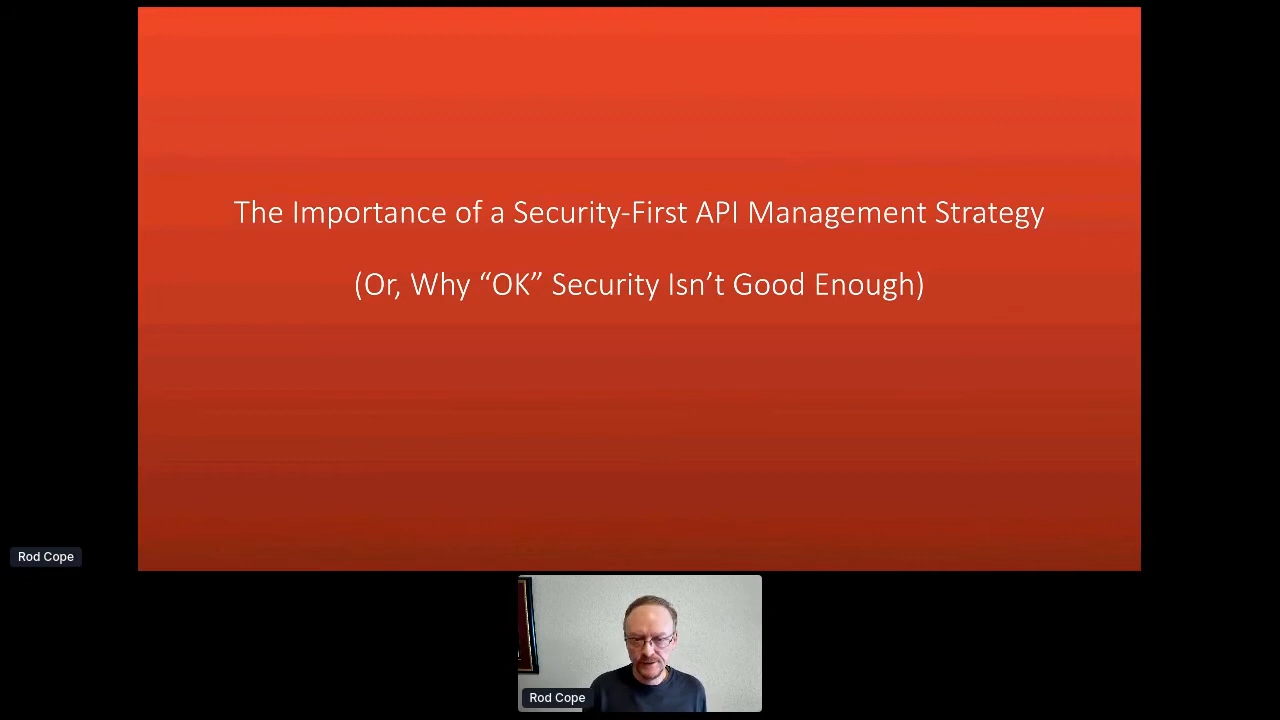 The Importance of a Security-First API Management Strategy
(Or, Why “OK” Security Isn’t Good Enough)
Rod Cope
Rod Cope